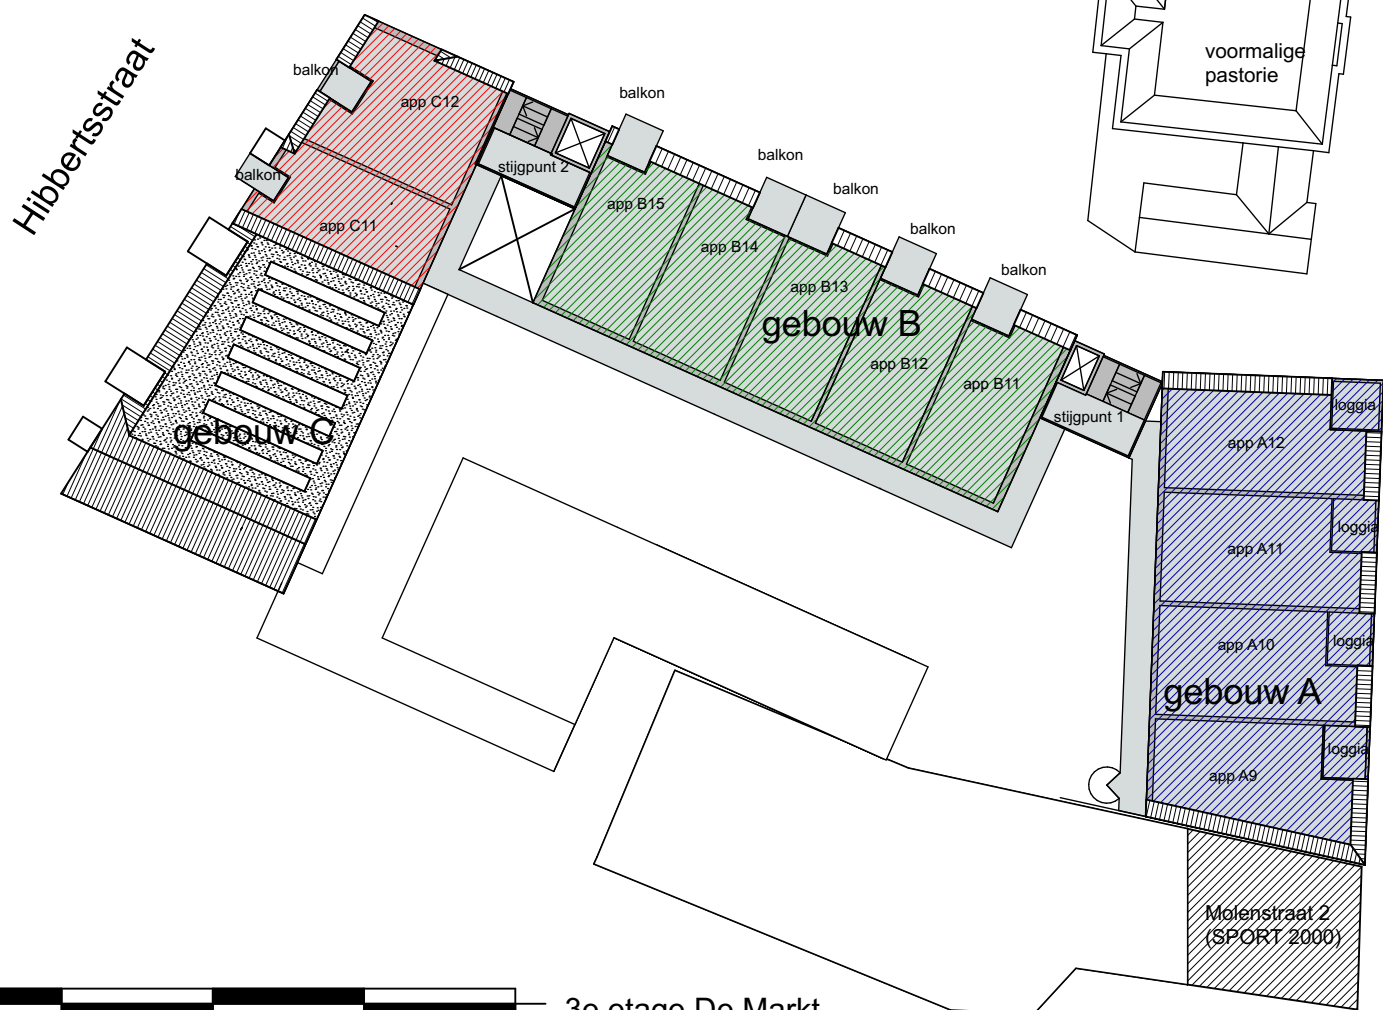 Hibbertsstraat
voormalige
pastorie
balkon
app C12
balkon
app C11
stijgpunt 2
balkon
app B15
app B14
balkon
balkon
app B13
balkon
app B12
balkon
app B11
gebouw B
stijgpunt 1
gebouw C
loggia
app A12
loggia
app A11
loggia
app A10
gebouw A
loggia
app A9
Molenstraat 2
(SPORT 2000)
3e etage De Markt